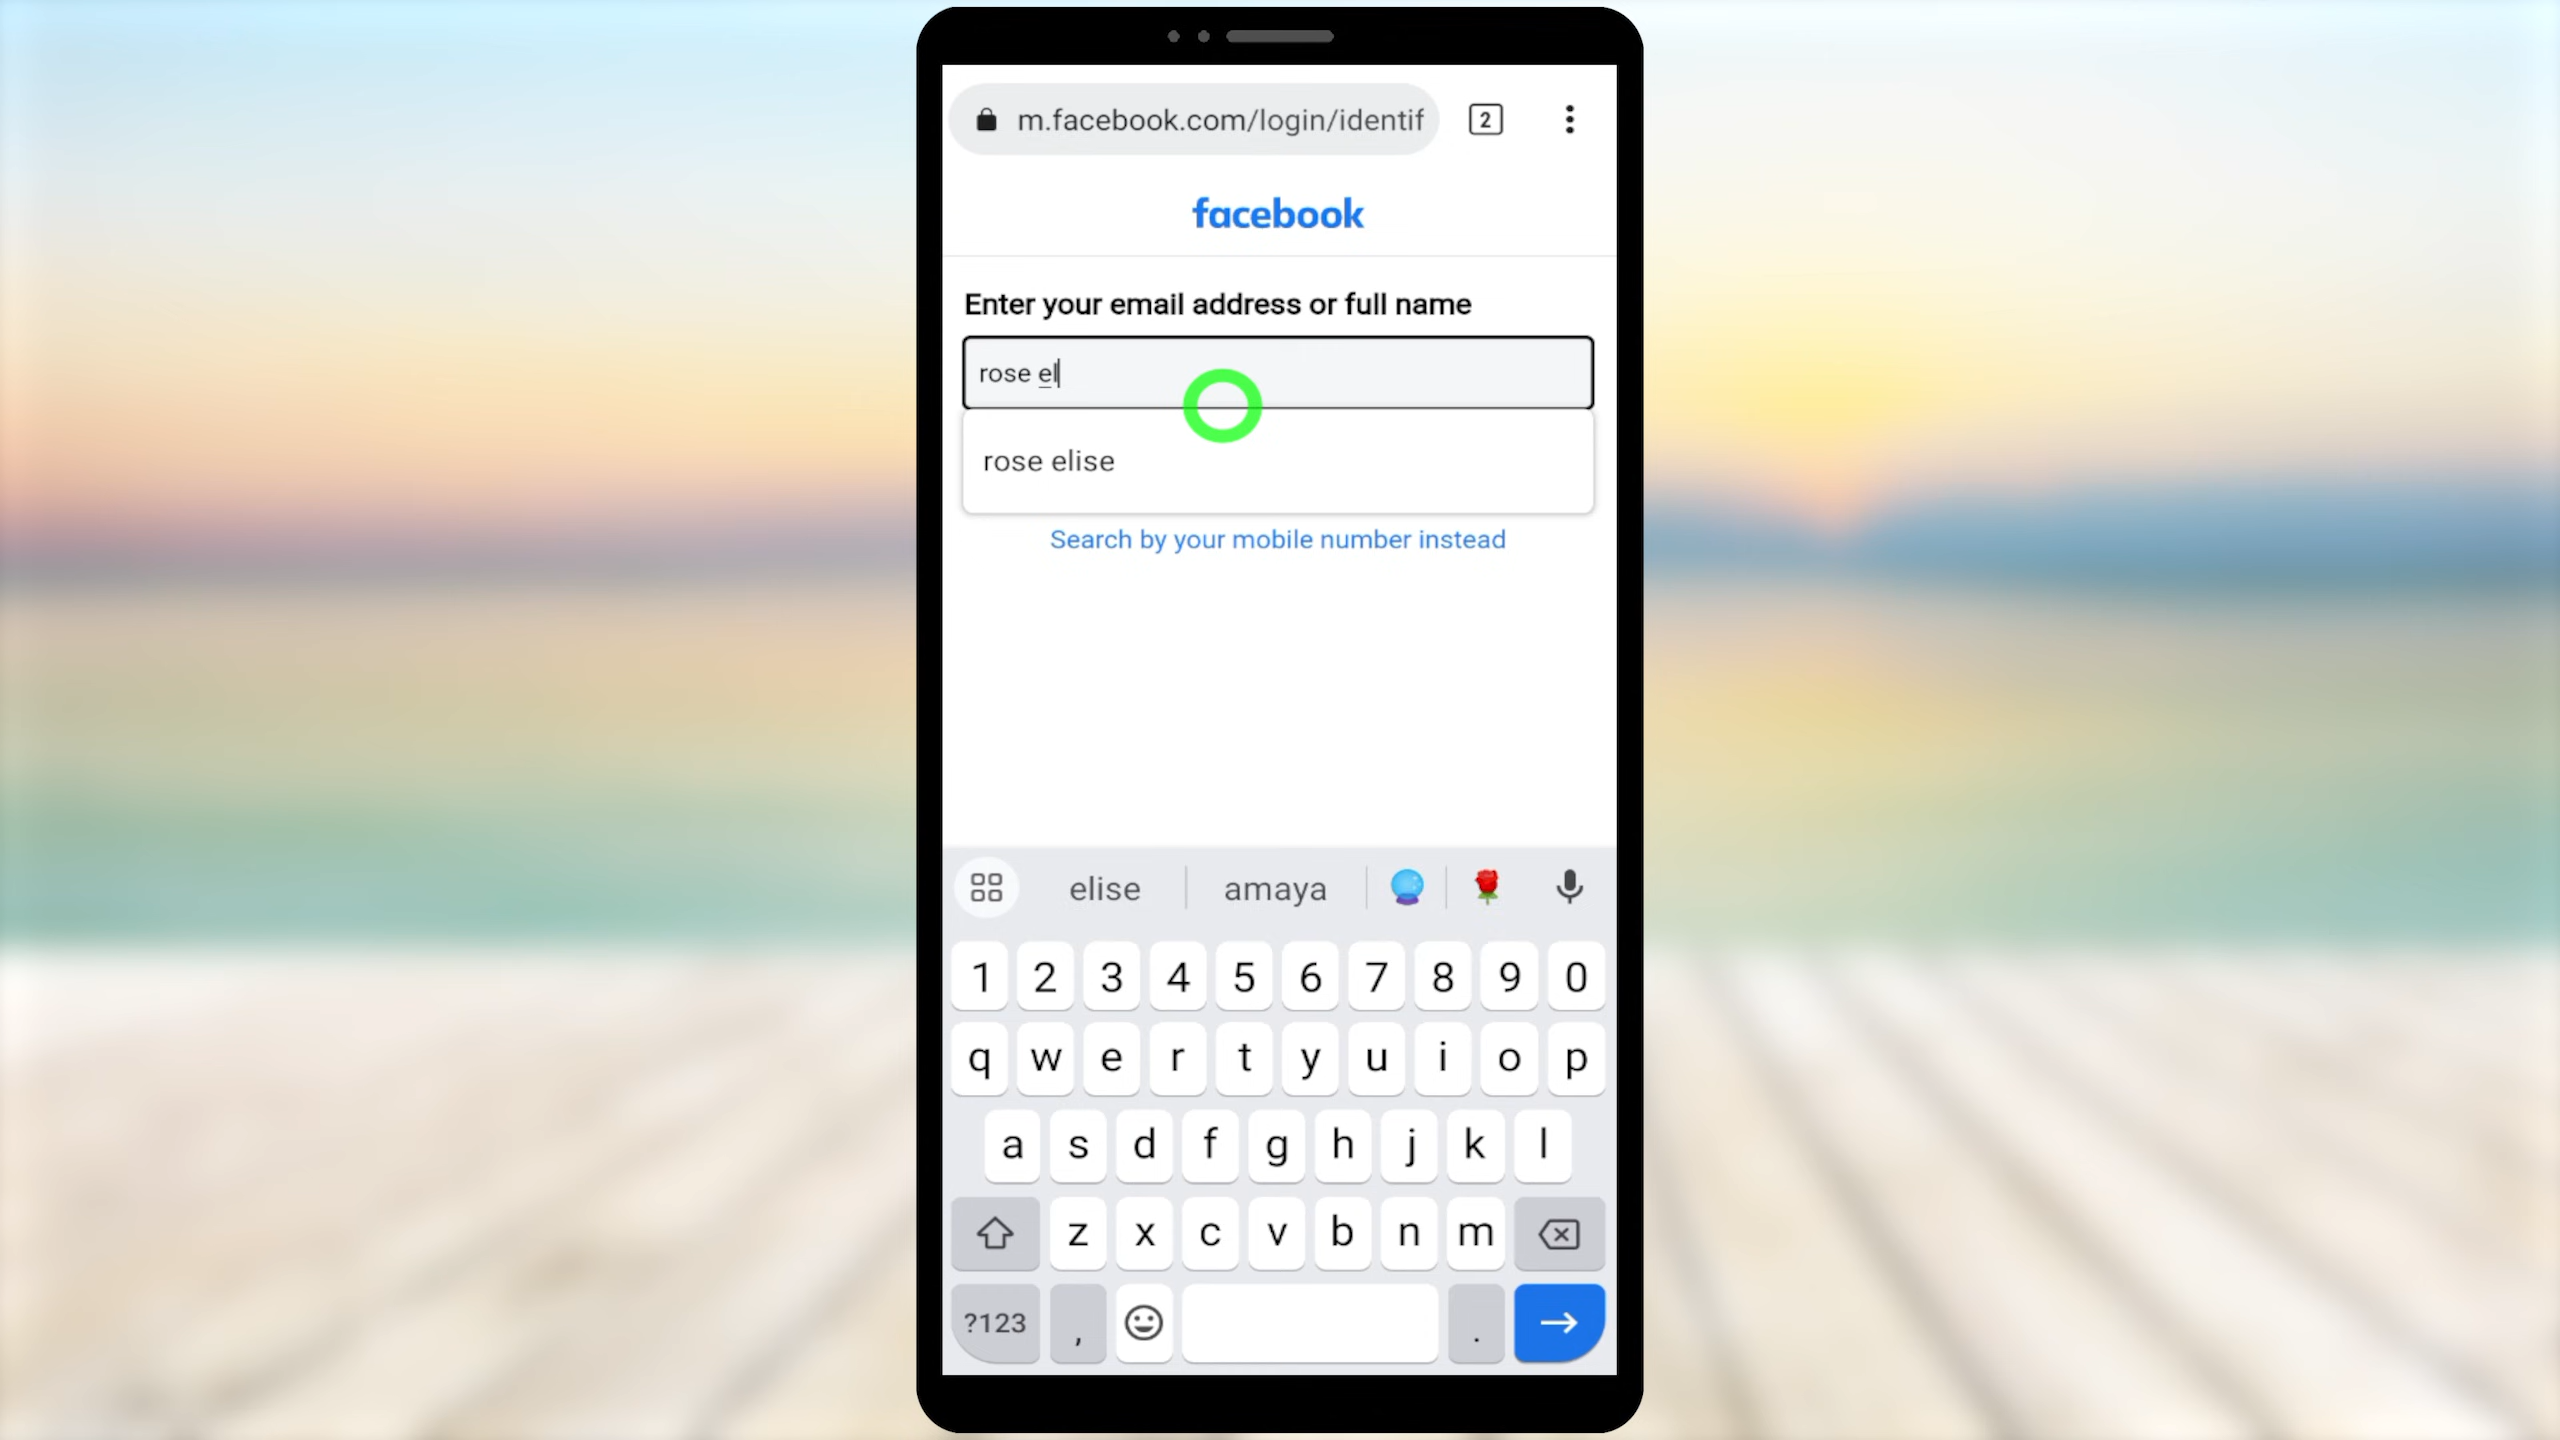 m.facebook.com/login/identif
2
facebook
Enter your email address or full name
rose el
rose elise
Search by your mobile number instead
elise amaya
1 2 3 4 5 6 7 8 9 0
q w e r t y u i o p
a s d f g h j k l
z x c v b n m
?123 , .